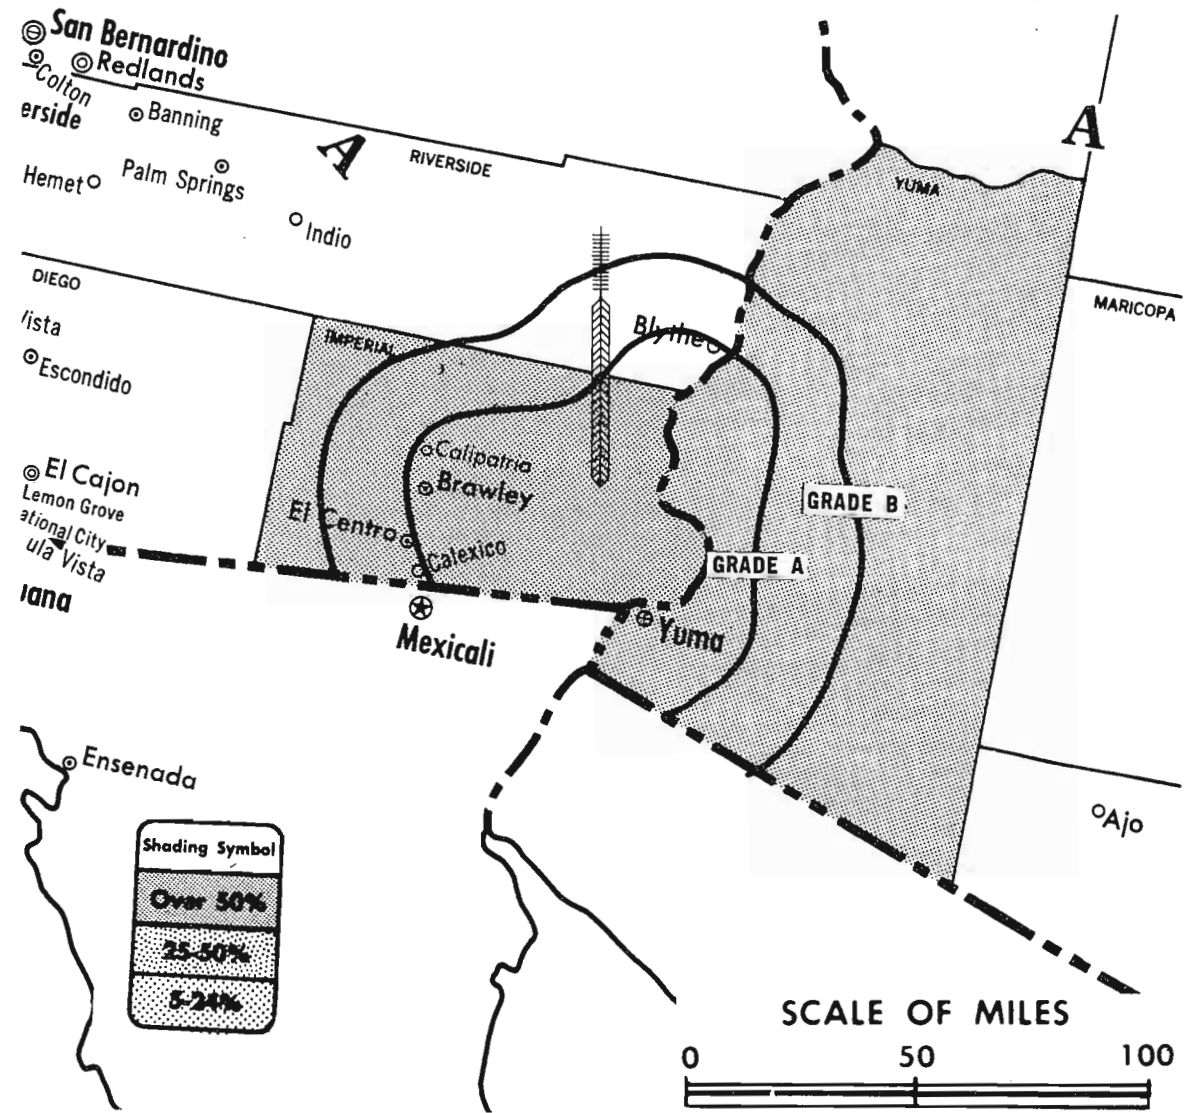 San Bernardino
Redlands
Colton
erside
Banning
A
RIVERSIDE
A
Hemet
Palm Springs
YUMA
Indio
DIEGO
MARICOPA
Vista
IMPERIAL
Blythe
Escondido
Calipatria
El Cajon
Brawley
Lemon Grove
GRADE B
ational City
El Centro
ula Vista
Calexico
GRADE A
iana
Mexicali
Yuma
Ensenada
Ajo
Shading Symbol
Over 50%
25-50%
5-24%
SCALE OF MILES
0 50 100